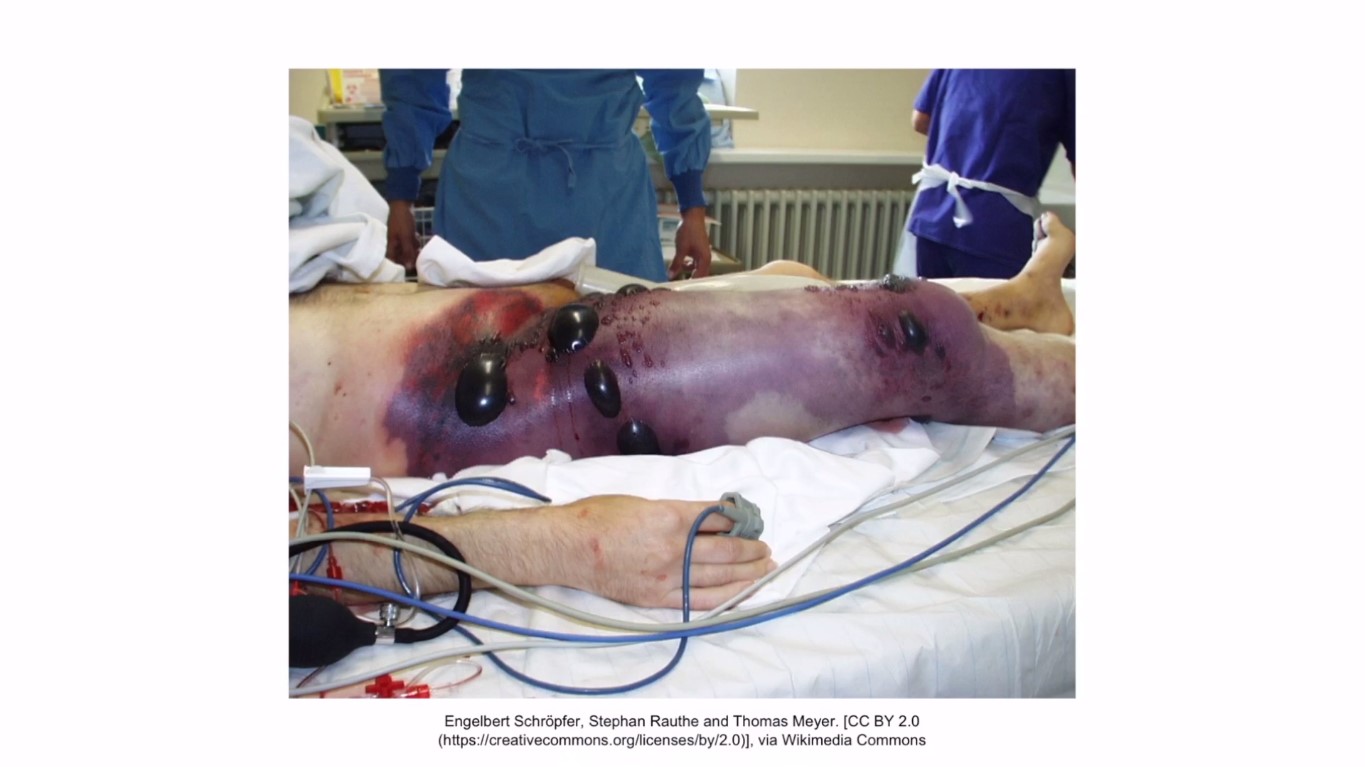 Engelbert Schröpfer, Stephan Rauthe and Thomas Meyer. [CC BY 2.0
(https://creativecommons.org/licenses/by/2.0)], via Wikimedia Commons